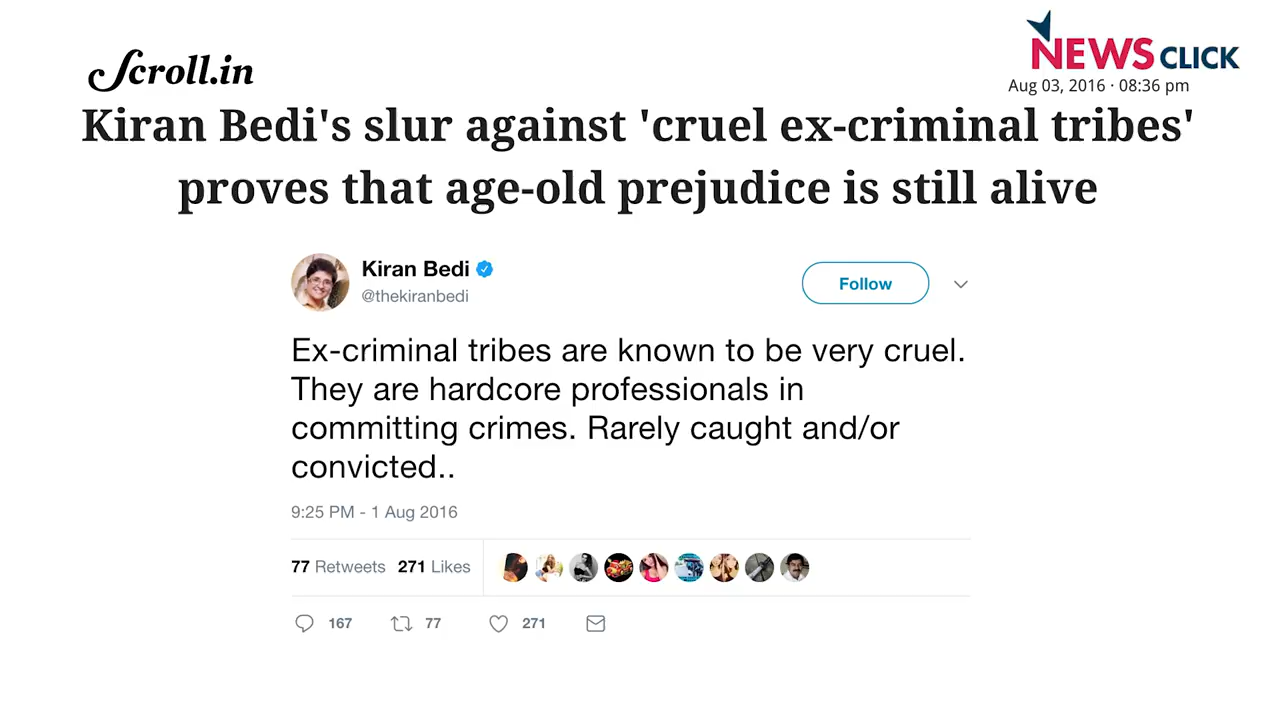 Scroll.in
NEWSCLICK
Aug 03, 2016 · 08:36 pm
Kiran Bedi's slur against 'cruel ex-criminal tribes'
proves that age-old prejudice is still alive
Kiran Bedi
@thekiranbedi
Follow
Ex-criminal tribes are known to be very cruel.
They are hardcore professionals in
committing crimes. Rarely caught and/or
convicted..
9:25 PM - 1 Aug 2016
77 Retweets 271 Likes
167 77 271